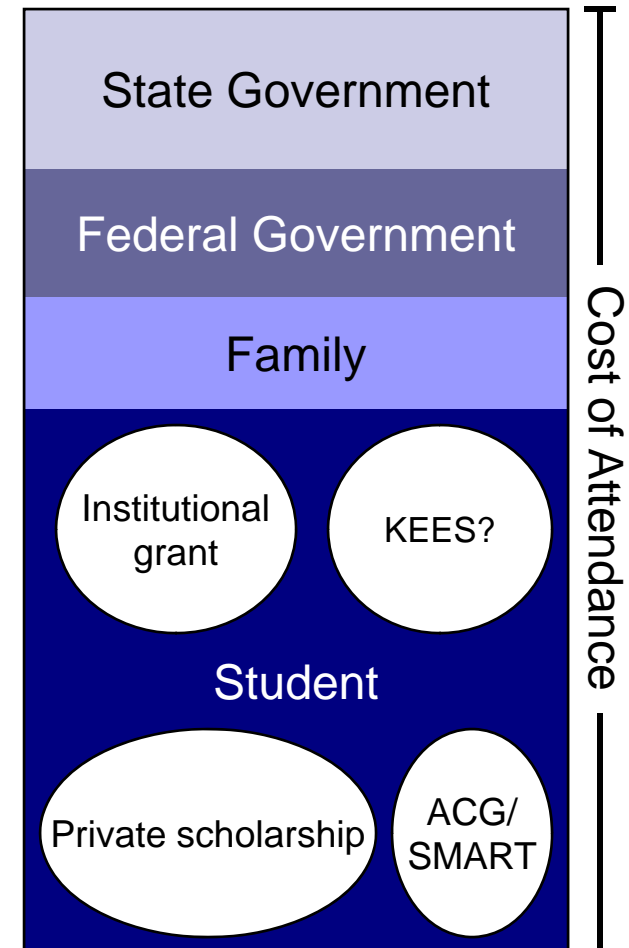 State Government
Federal Government
Family
Institutional
grant
KEES?
Student
Private scholarship
ACG/
SMART
Cost of Attendance